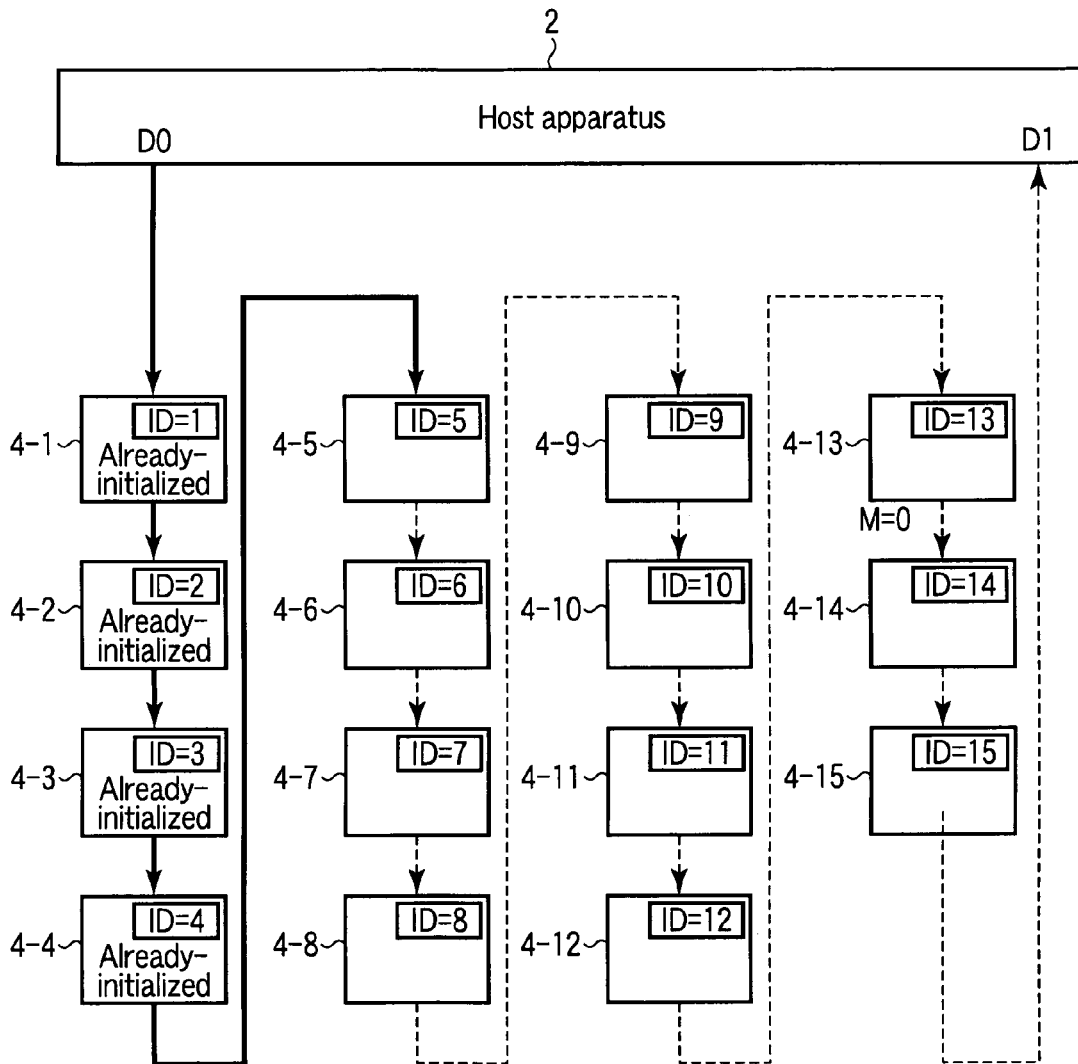 2
Host apparatus
D0
D1
4-1
ID=1
Already-
initialized
4-2
ID=2
Already-
initialized
4-3
ID=3
Already-
initialized
4-4
ID=4
Already-
initialized
4-5
ID=5
4-6
ID=6
4-7
ID=7
4-8
ID=8
4-9
ID=9
4-10
ID=10
4-11
ID=11
4-12
ID=12
4-13
ID=13
M=0
4-14
ID=14
4-15
ID=15